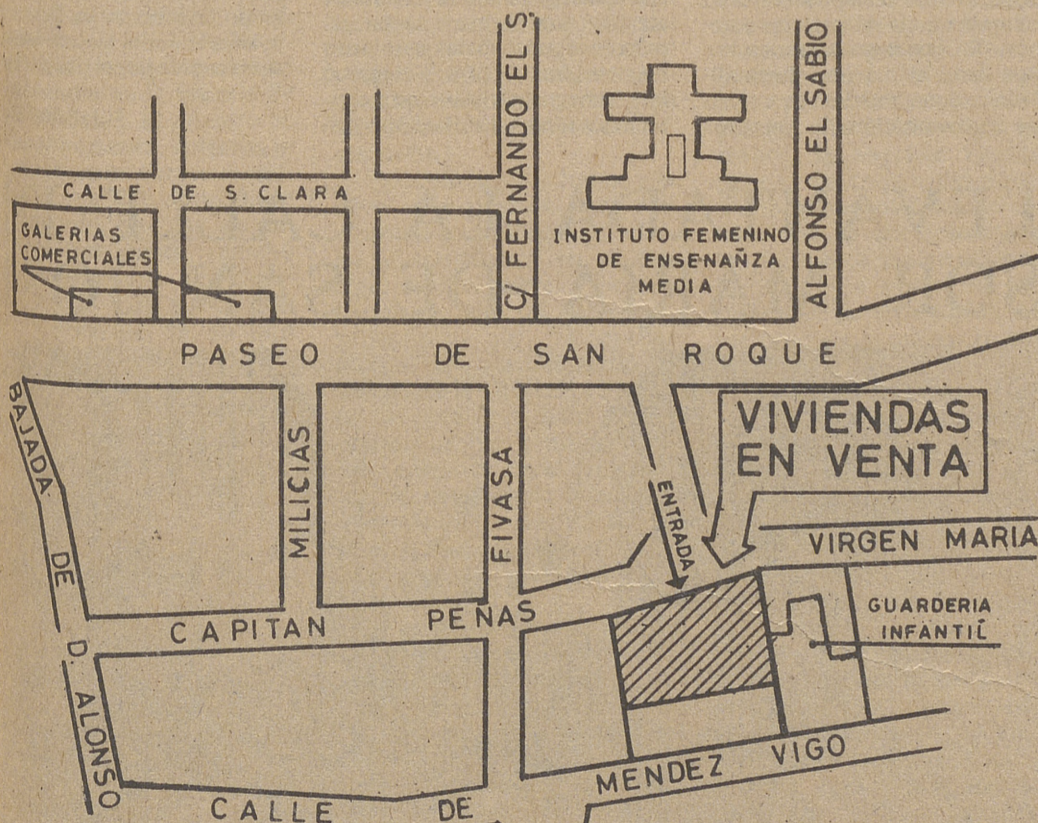 C/ FERNANDO EL S.
ALFONSO EL SABIO
CALLE DE S. CLARA
GALERIAS
COMERCIALES
INSTITUTO FEMENINO
DE ENSENAÑZA
MEDIA
PASEO DE SAN ROQUE
BAJADA DE D. ALONSO
MILICIAS
FIVASA
ENTRADA
VIVIENDAS
EN VENTA
VIRGEN MARIA
CAPITAN PEÑAS
GUARDERIA
INFANTIL
CALLE DE MENDEZ VIGO